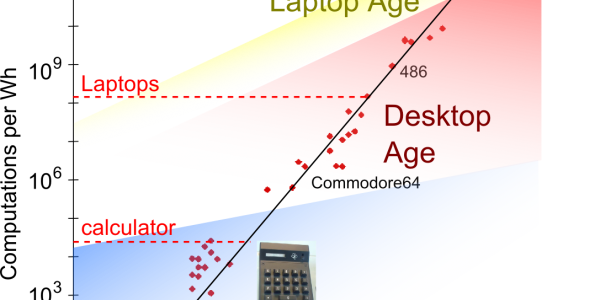 Laptop Age
Computations per Wh
10⁹
Laptops
486
Desktop
Age
10⁶
Commodore64
calculator
10³